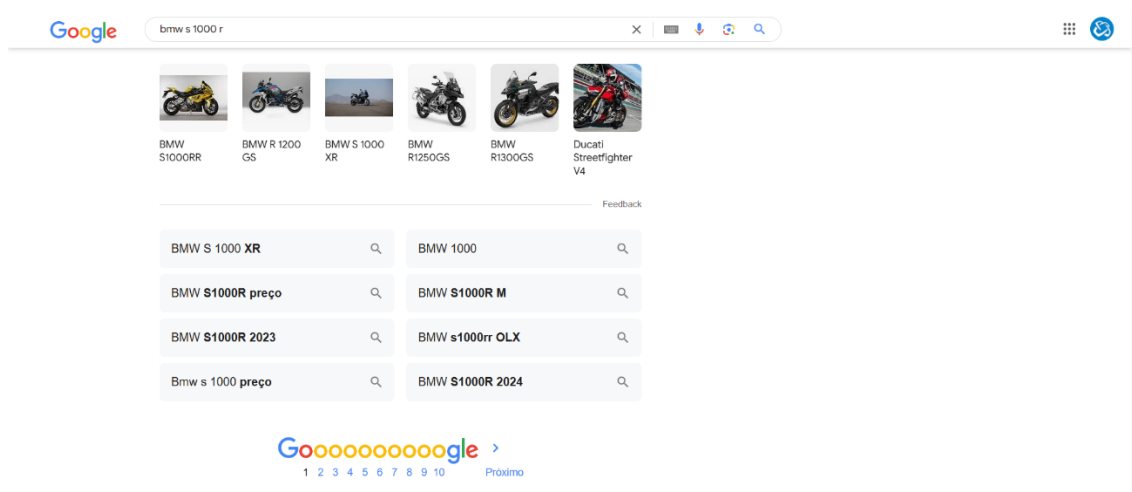 Google
bmw s 1000 r
BMW S1000RR
BMW R 1200 GS
BMW S 1000 XR
BMW R1250GS
BMW R1300GS
Ducati Streetfighter V4
Feedback
BMW S 1000 XR
BMW 1000
BMW S1000R preço
BMW S1000R M
BMW S1000R 2023
BMW s1000rr OLX
Bmw s 1000 preço
BMW S1000R 2024
Goooooooooogle
1 2 3 4 5 6 7 8 9 10 Próximo